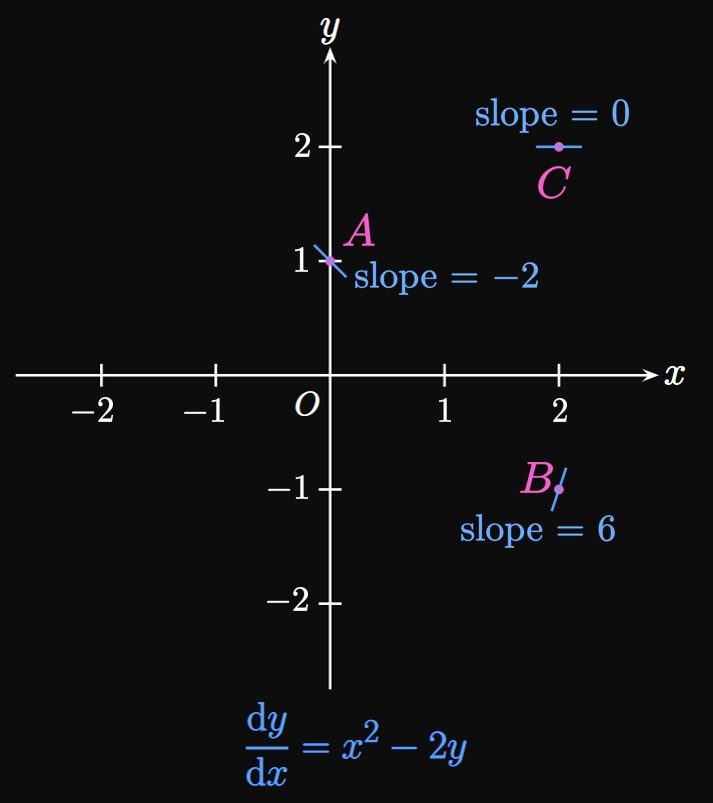 y
slope = 0
2
C
A
1
slope = −2
x
−2 −1 O 1 2
B
−1
slope = 6
−2
dy/dx = x² − 2y